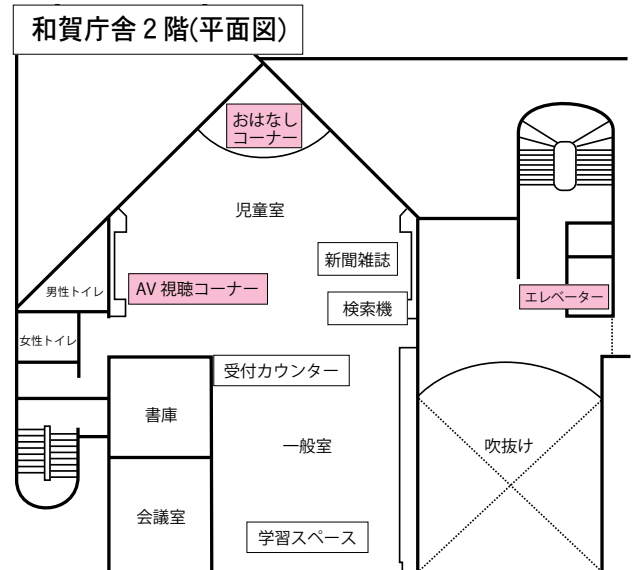 和賀庁舎２階(平面図)
おはなし
コーナー
児童室
新聞雑誌
男性トイレ
AV 視聴コーナー
エレベーター
検索機
女性トイレ
受付カウンター
書庫
一般室
吹抜け
会議室
学習スペース